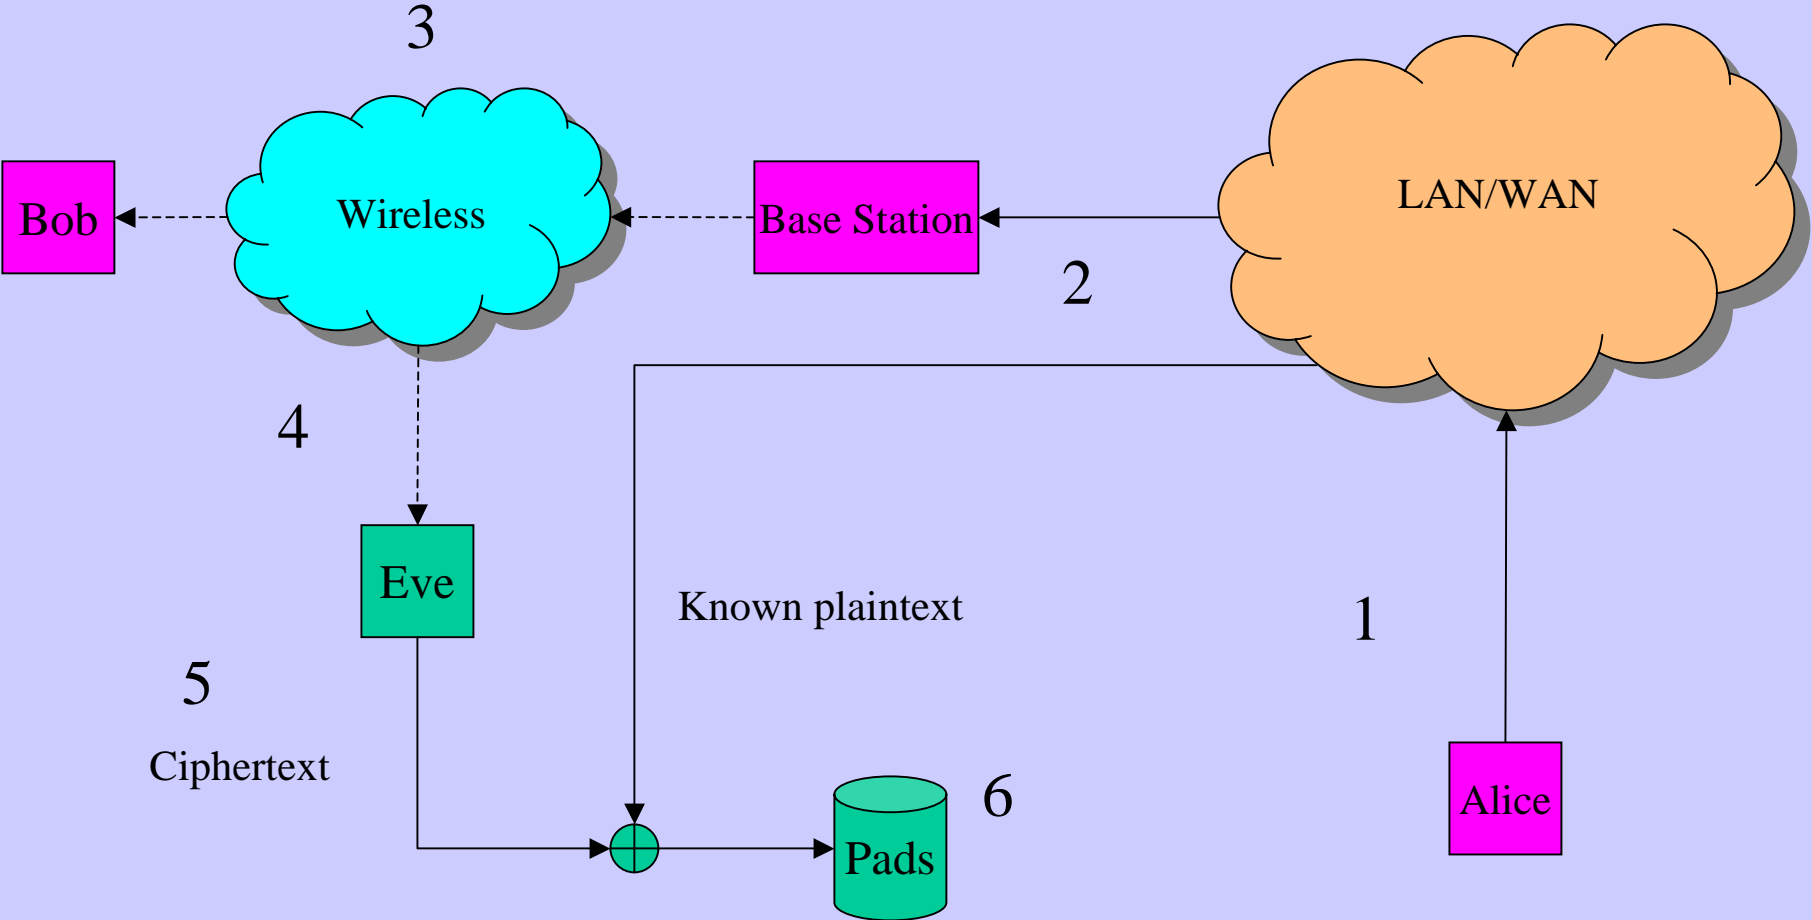 3
Bob
Wireless
Base Station
LAN/WAN
2
4
Eve
Known plaintext
1
5
Ciphertext
6
Pads
Alice